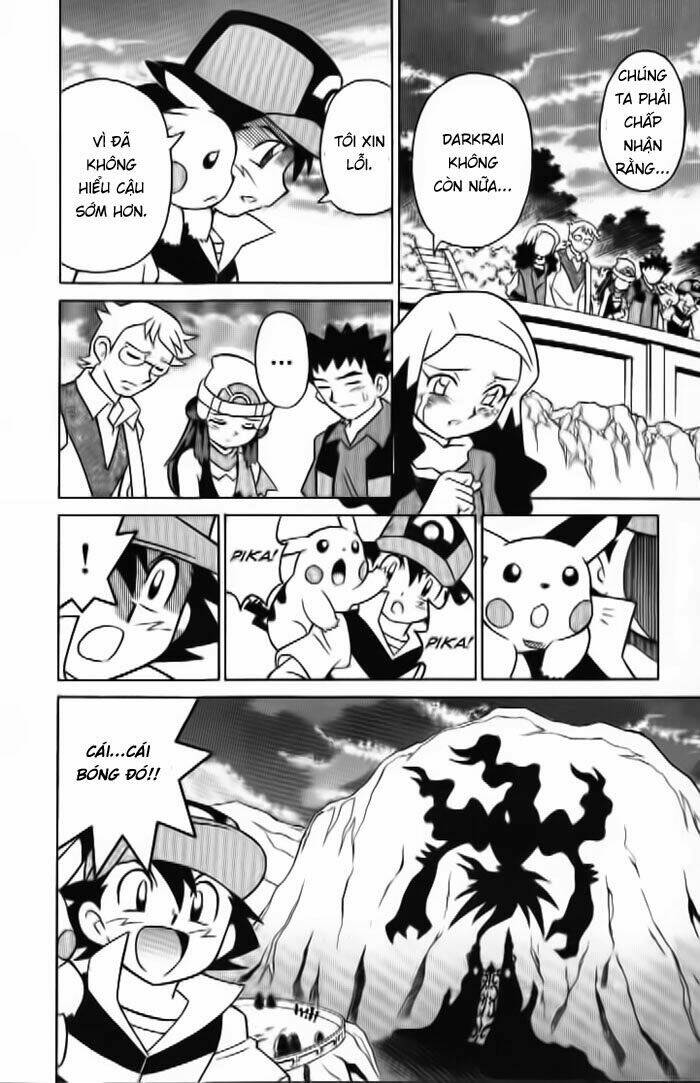 CHÚNG
TA PHẢI
CHẤP
NHẬN
RẰNG...
DARKRAI
KHÔNG
CÒN NỮA...
TÔI XIN
LỖI.
VÌ ĐÃ
KHÔNG
HIỂU CẬU
SỚM HƠN.
...
PIKA!
PIKA!
!
CÁI...CÁI
BÓNG ĐÓ!!